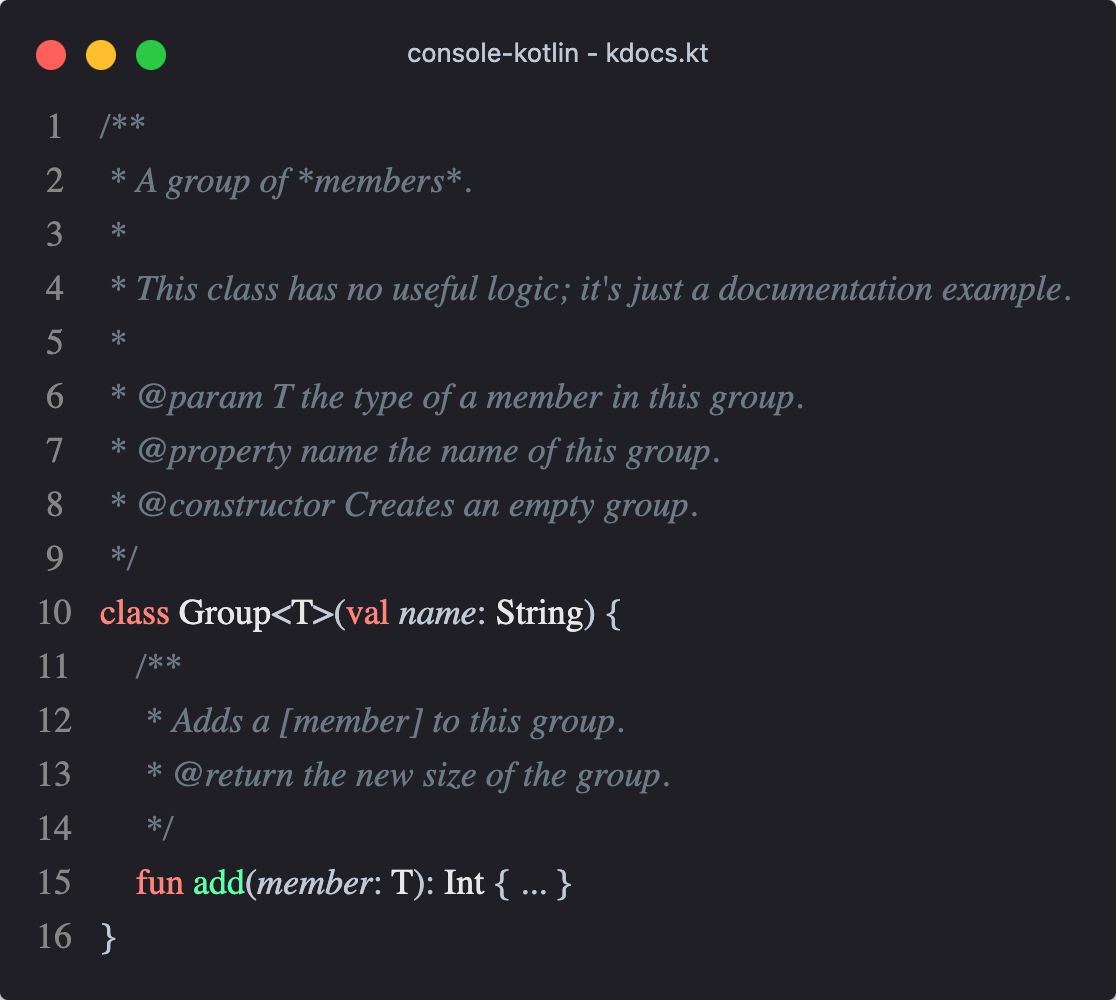 console-kotlin - kdocs.kt
1 /**
2  * A group of *members*.
3  *
4  * This class has no useful logic; it's just a documentation example.
5  *
6  * @param T the type of a member in this group.
7  * @property name the name of this group.
8  * @constructor Creates an empty group.
9  */
10 class Group<T>(val name: String) {
11     /**
12      * Adds a [member] to this group.
13      * @return the new size of the group.
14      */
15     fun add(member: T): Int { ... }
16 }